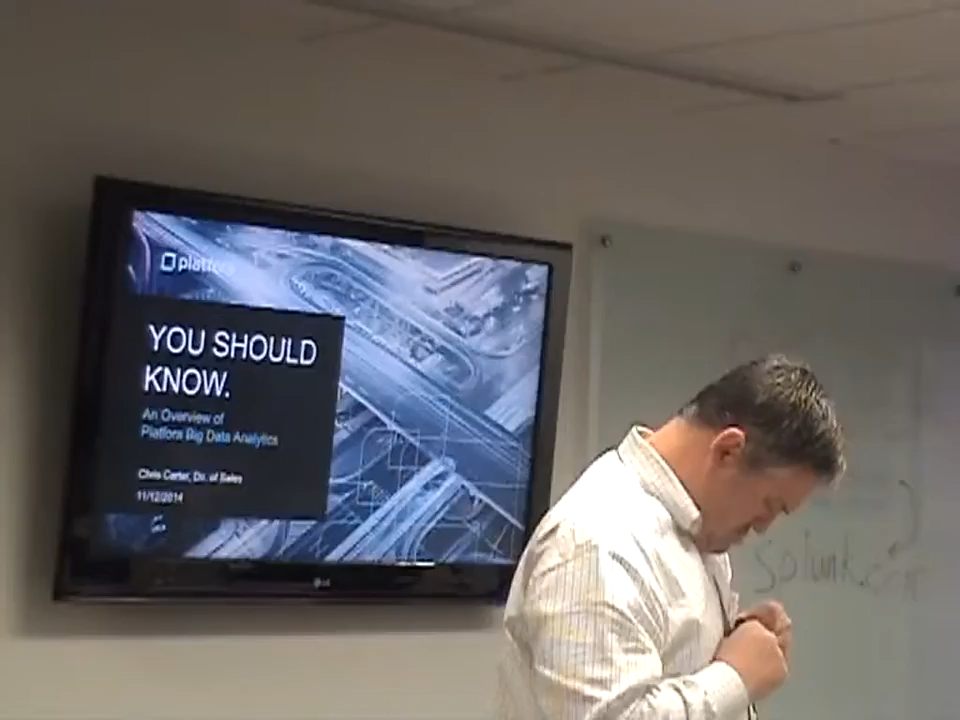 platfora
YOU SHOULD
KNOW.
An Overview of
Platfora Big Data Analytics
Chris Carter, Dir. of Sales
11/12/2014
LG
splunk.com